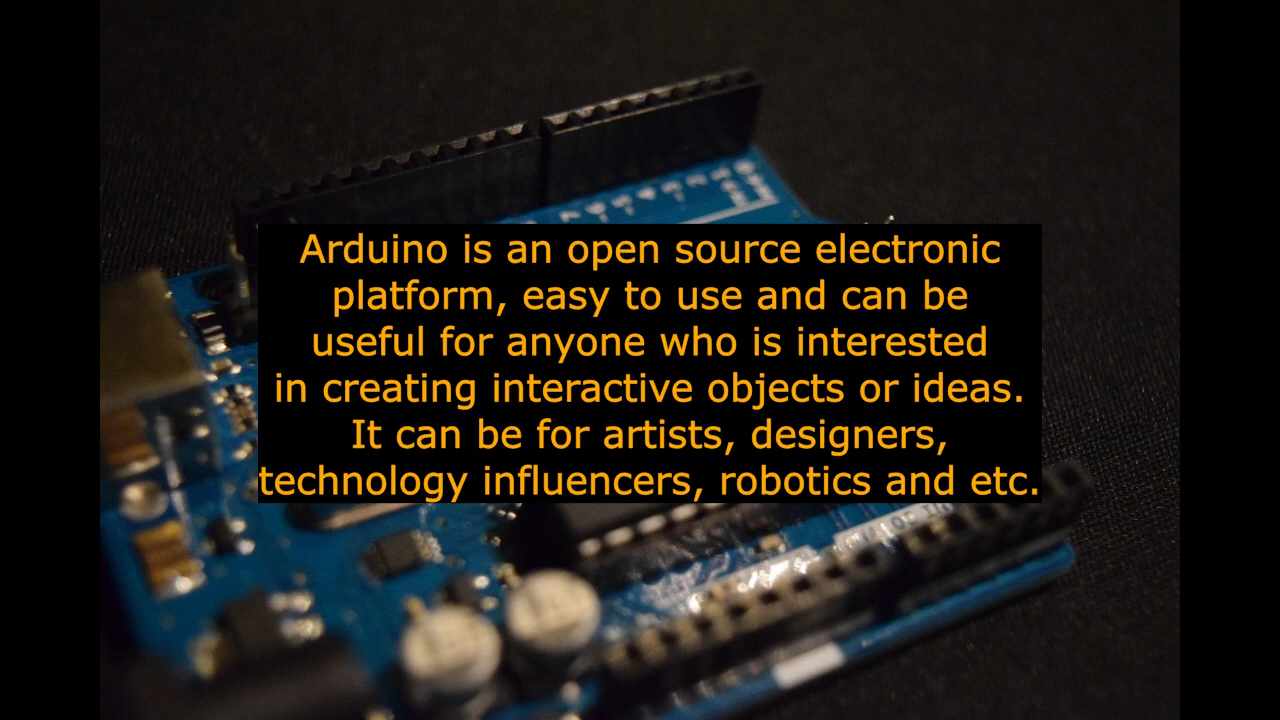 Arduino is an open source electronic
platform, easy to use and can be
useful for anyone who is interested
in creating interactive objects or ideas.
It can be for artists, designers,
technology influencers, robotics and etc.